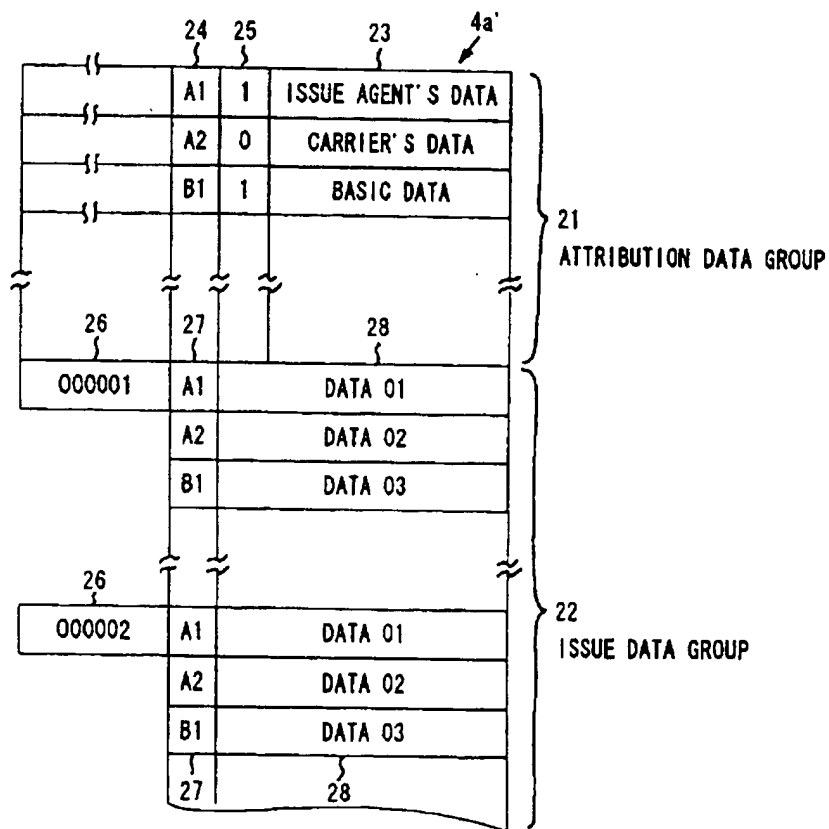 24 25 23 4a'
A1 1 ISSUE AGENT'S DATA
A2 0 CARRIER'S DATA
B1 1 BASIC DATA
21
ATTRIBUTION DATA GROUP
26 27 28
000001 A1 DATA 01
A2 DATA 02
B1 DATA 03
26
000002 A1 DATA 01
22
ISSUE DATA GROUP
A2 DATA 02
B1 DATA 03
27 28